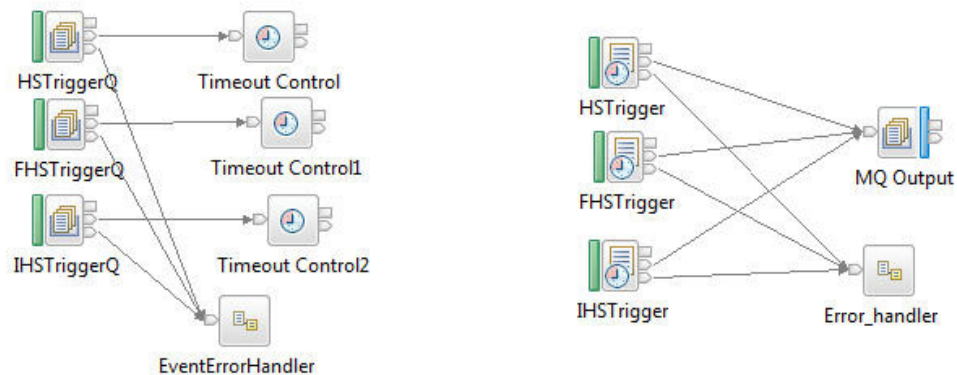 HSTriggerQ
Timeout Control
FHSTriggerQ
Timeout Control1
IHSTriggerQ
Timeout Control2
EventErrorHandler
HSTrigger
FHSTrigger
MQ Output
IHSTrigger
Error_handler